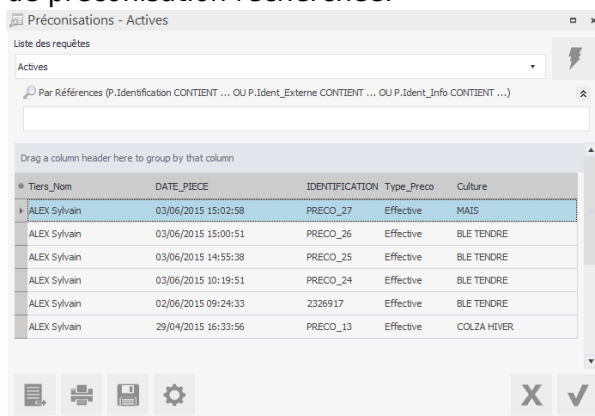 de préconisation recherchée.
Préconisations - Actives
Liste des requêtes
Actives
Par Références (P.Identification CONTIENT ... OU P.Ident_Externe CONTIENT ... OU P.Ident_Info CONTIENT ...)
Drag a column header here to group by that column
Tiers_Nom DATE_PIECE IDENTIFICATION Type_Preco Culture
ALEX Sylvain 03/06/2015 15:02:58 PRECO_27 Effective MAIS
ALEX Sylvain 03/06/2015 15:00:51 PRECO_26 Effective BLE TENDRE
ALEX Sylvain 03/06/2015 14:55:38 PRECO_25 Effective BLE TENDRE
ALEX Sylvain 03/06/2015 10:19:51 PRECO_24 Effective BLE TENDRE
ALEX Sylvain 02/06/2015 09:24:33 2326917 Effective BLE TENDRE
ALEX Sylvain 29/04/2015 16:33:56 PRECO_13 Effective COLZA HIVER